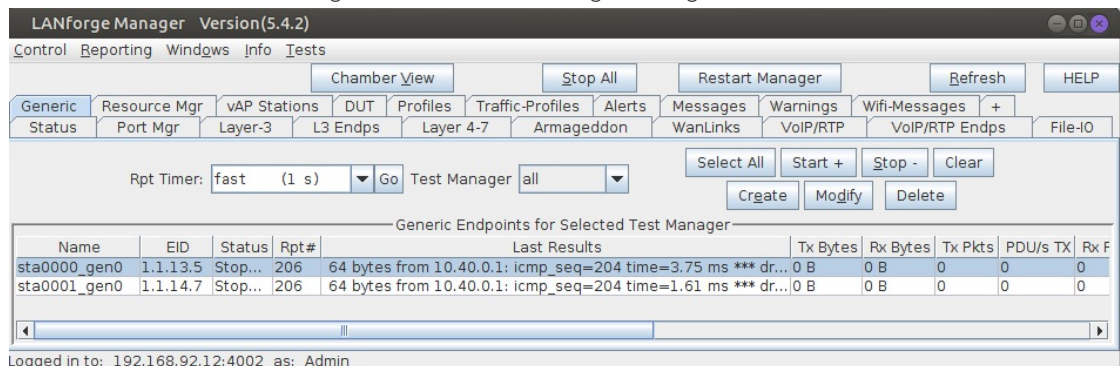 LANforge Manager Version(5.4.2)
Control Reporting Windows Info Tests
Chamber View Stop All Restart Manager Refresh HELP
Generic Resource Mgr vAP Stations DUT Profiles Traffic-Profiles Alerts Messages Warnings Wifi-Messages +
Status Port Mgr Layer-3 L3 Endps Layer 4-7 Armageddon WanLinks VoIP/RTP VoIP/RTP Endps File-IO
Select All Start + Stop - Clear
Rpt Timer: fast (1 s) Go Test Manager all
Create Modify Delete
Generic Endpoints for Selected Test Manager
Name EID Status Rpt# Last Results Tx Bytes Rx Bytes Tx Pkts PDU/s TX Rx
sta0000_gen0 1.1.13.5 Stop... 206 64 bytes from 10.40.0.1: icmp_seq=204 time=3.75 ms *** dr... 0 B 0 B 0 0 0
sta0001_gen0 1.1.14.7 Stop... 206 64 bytes from 10.40.0.1: icmp_seq=204 time=1.61 ms *** dr... 0 B 0 B 0 0 0
Logged in to: 192.168.92.12:4002 as: Admin